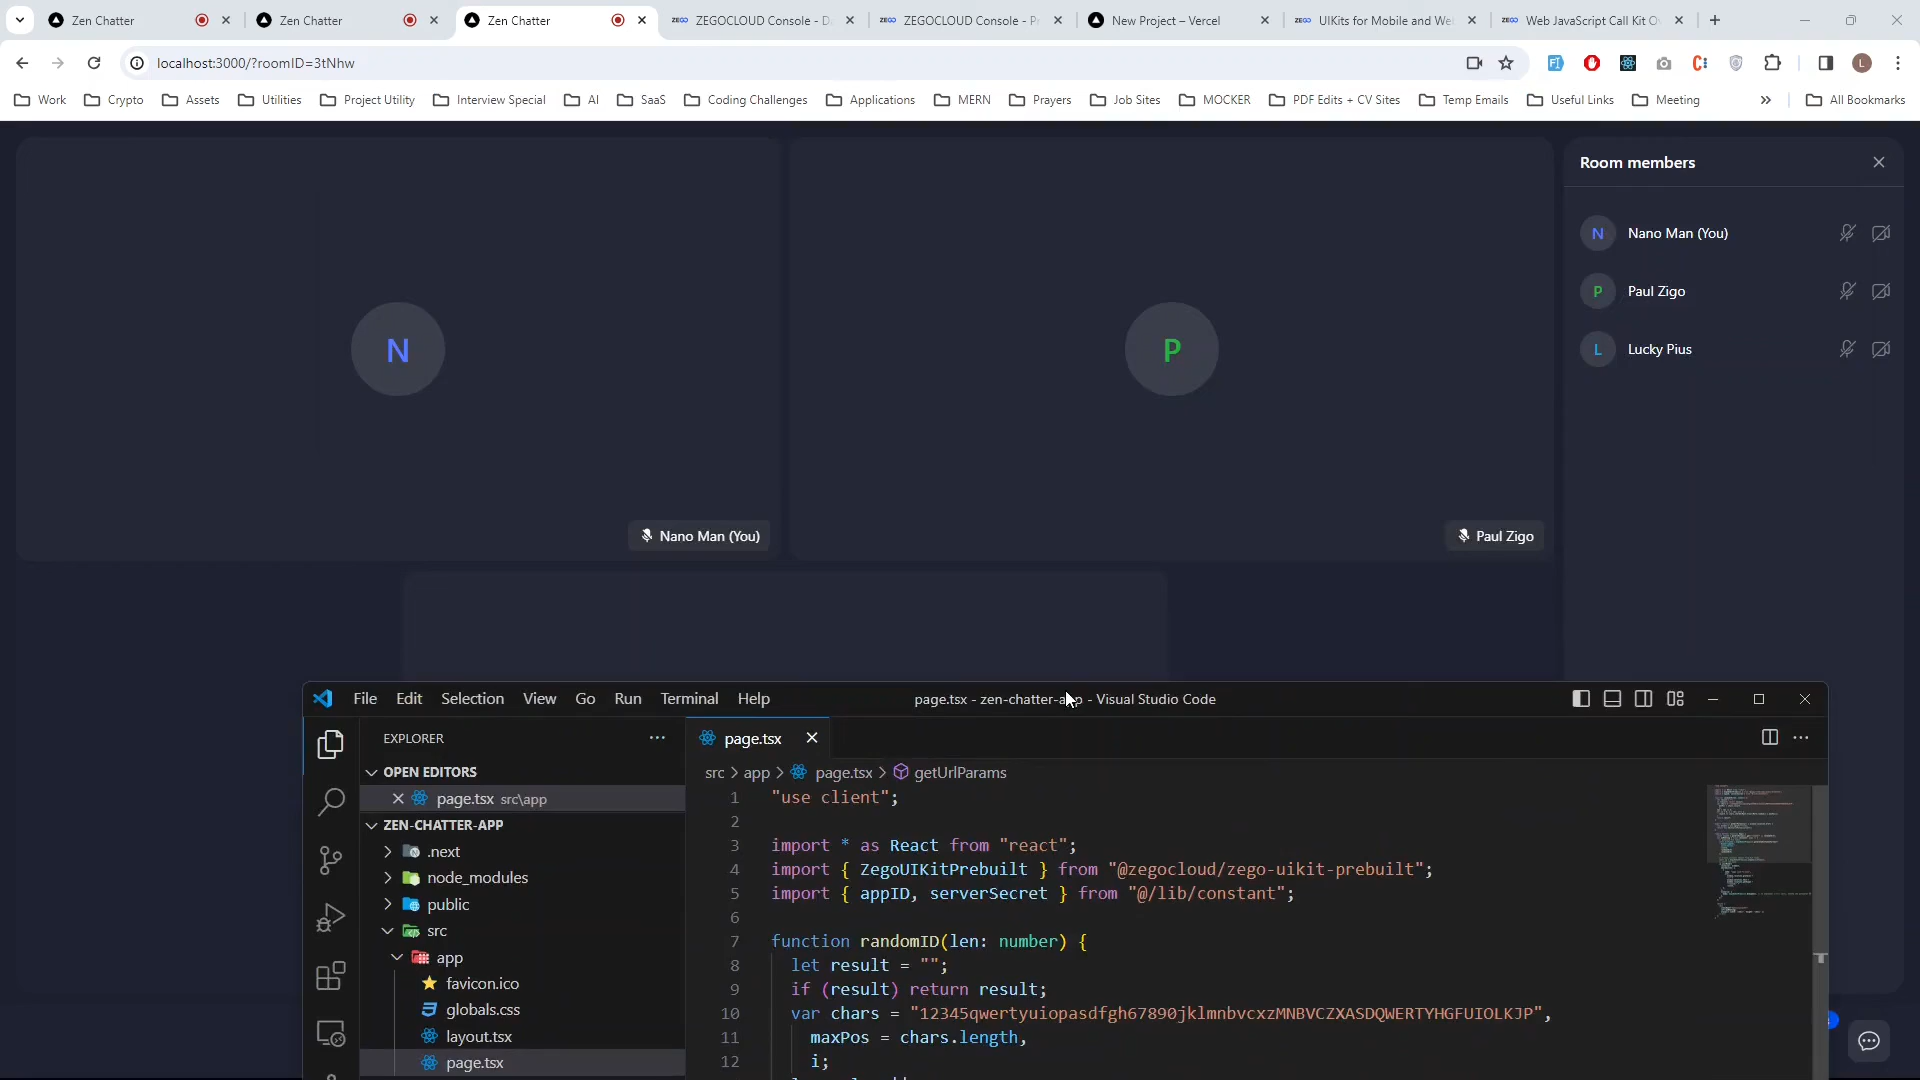 Zen Chatter
Zen Chatter
Zen Chatter
ZEGOCLOUD Console - D
ZEGOCLOUD Console - P
New Project – Vercel
UIKits for Mobile and We
Web JavaScript Call Kit O
localhost:3000/?roomID=3tNhw
L
Work
Crypto
Assets
Utilities
Project Utility
Interview Special
AI
SaaS
Coding Challenges
Applications
MERN
Prayers
Job Sites
MOCKER
PDF Edits + CV Sites
Temp Emails
Useful Links
Meeting
All Bookmarks
N
Nano Man (You)
P
Paul Zigo
Room members
N Nano Man (You)
P Paul Zigo
L Lucky Pius
File Edit Selection View Go Run Terminal Help
page.tsx - zen-chatter-app - Visual Studio Code
EXPLORER
OPEN EDITORS
page.tsx src\app
ZEN-CHATTER-APP
.next
node_modules
public
src
app
favicon.ico
globals.css
layout.tsx
page.tsx
page.tsx
src > app > page.tsx > getUrlParams
1 "use client";
2
3 import * as React from "react";
4 import { ZegoUIKitPrebuilt } from "@zegocloud/zego-uikit-prebuilt";
5 import { appID, serverSecret } from "@/lib/constant";
6
7 function randomID(len: number) {
8 let result = "";
9 if (result) return result;
10 var chars = "12345qwertyuiopasdfgh67890jklmnbvcxzMNBVCZXASDQWERTYHGFUIOLKJP",
11 maxPos = chars.length,
12 i;